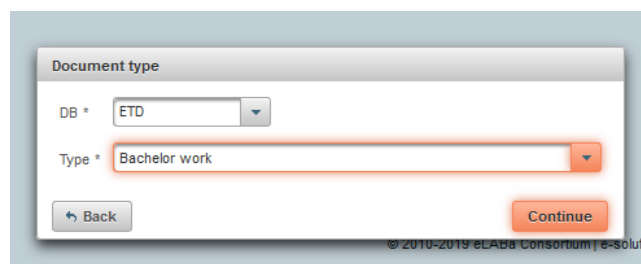 Document type
DB * ETD
Type * Bachelor work
Back Continue
© 2010-2019 eLABa Consortium | e-solut